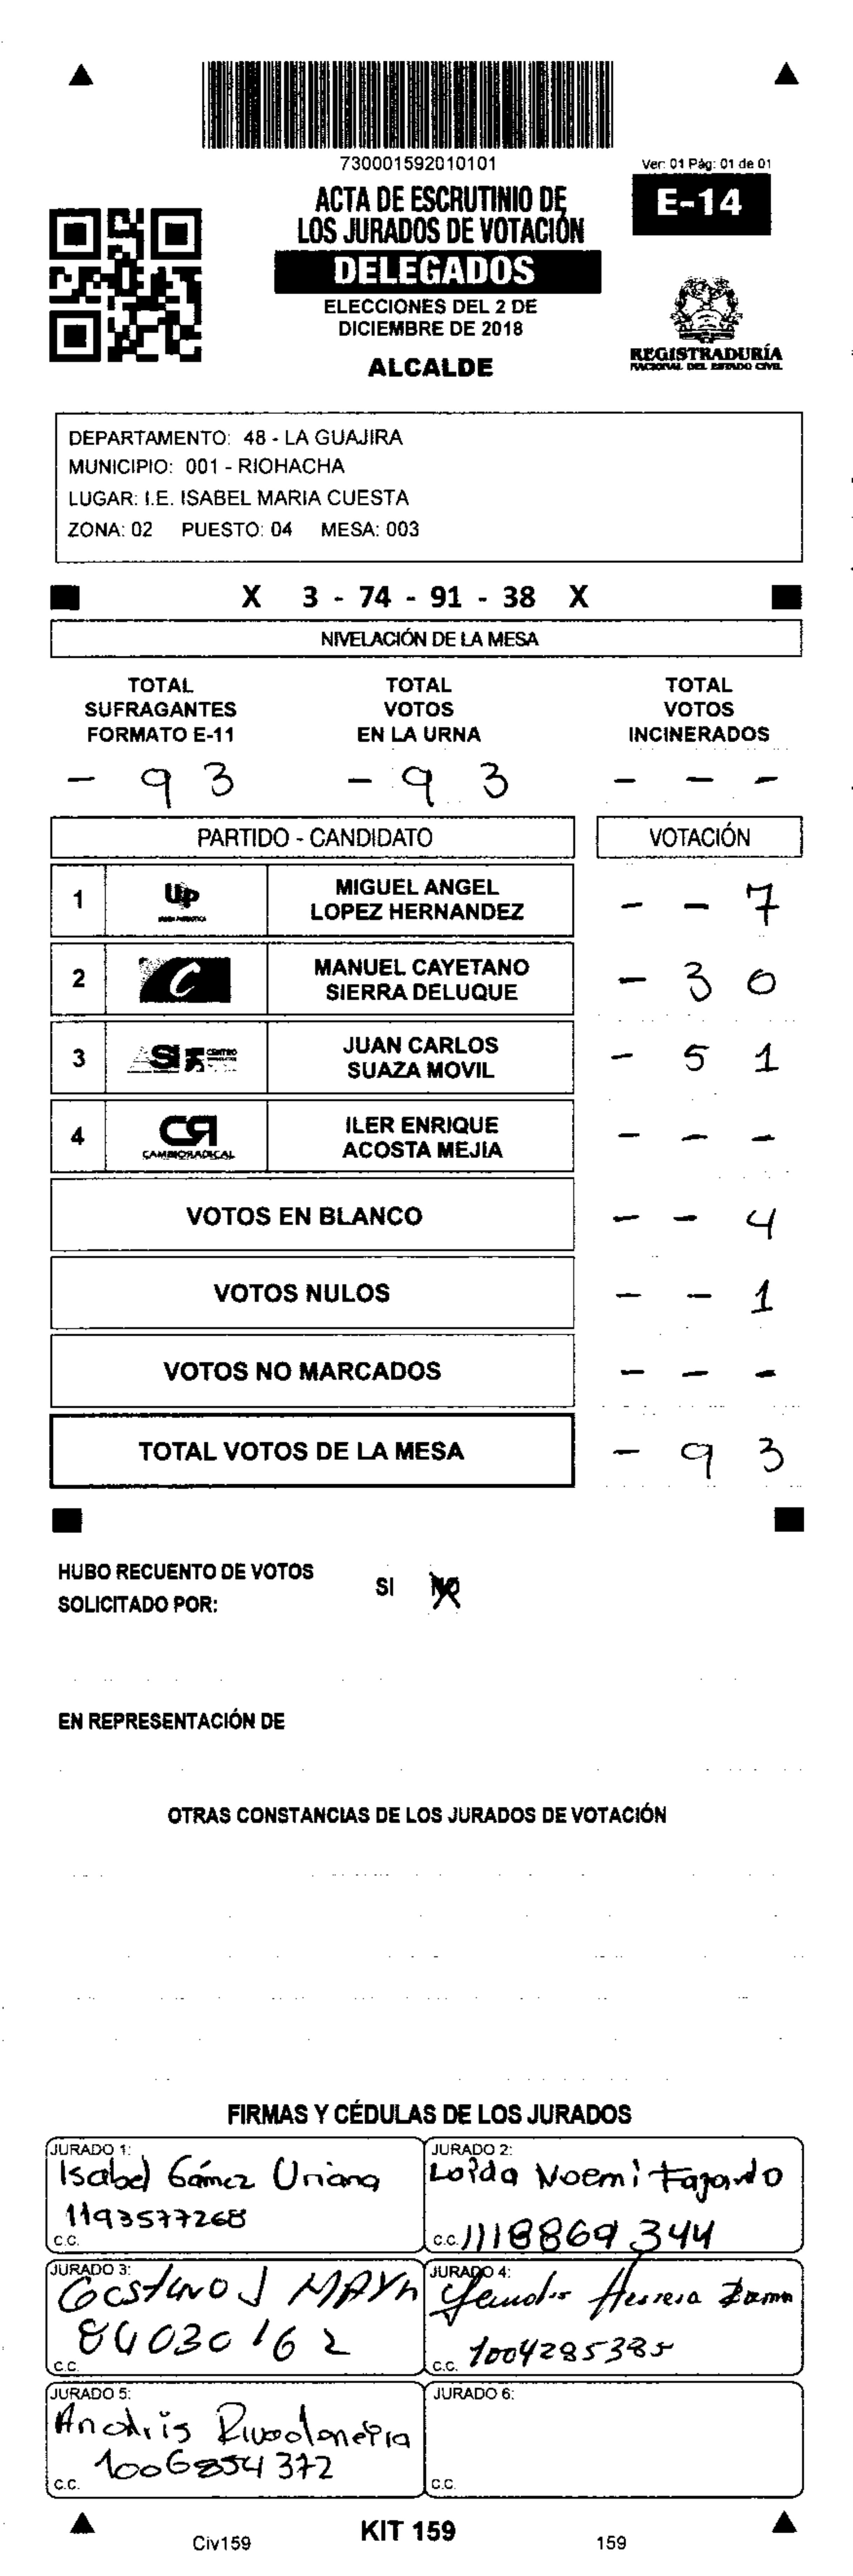 730001592010101
Ver: 01 Pág: 01 de 01
ACTA DE ESCRUTINIO DE
LOS JURADOS DE VOTACIÓN
E-14
DELEGADOS
ELECCIONES DEL 2 DE
DICIEMBRE DE 2018
ALCALDE
REGISTRADURÍA
NACIONAL DEL ESTADO CIVIL
DEPARTAMENTO: 48 - LA GUAJIRA
MUNICIPIO: 001 - RIOHACHA
LUGAR: I.E. ISABEL MARIA CUESTA
ZONA: 02 PUESTO: 04 MESA: 003
X 3 - 74 - 91 - 38 X
NIVELACIÓN DE LA MESA
TOTAL SUFRAGANTES FORMATO E-11
TOTAL VOTOS EN LA URNA
TOTAL VOTOS INCINERADOS
- 9 3 - 9 3 - - -
PARTIDO - CANDIDATO VOTACIÓN
1 UP MIGUEL ANGEL
LOPEZ HERNANDEZ - - 7
2 C MANUEL CAYETANO
SIERRA DELUQUE - 3 0
3 ASI CENTRO JUAN CARLOS
SUAZA MOVIL - 5 1
4 CR CAMBIO RADICAL ILER ENRIQUE
ACOSTA MEJIA - - -
VOTOS EN BLANCO - - 4
VOTOS NULOS - - 1
VOTOS NO MARCADOS - - -
TOTAL VOTOS DE LA MESA - 9 3
HUBO RECUENTO DE VOTOS
SI NO
SOLICITADO POR:
EN REPRESENTACIÓN DE
OTRAS CONSTANCIAS DE LOS JURADOS DE VOTACIÓN
FIRMAS Y CÉDULAS DE LOS JURADOS
JURADO 1:
Isabel Gámez Uriana
1193577268
C.C.
JURADO 2:
Loida Noemi Fajardo
C.C. 1118869344
JURADO 3:
Gustavo J MAYA
84030162
C.C.
JURADO 4:
Herrera
C.C. 1004285385
JURADO 5:
Andris Rivadeneira
1006854372
C.C.
JURADO 6:
C.C.
Civ159
KIT 159
159